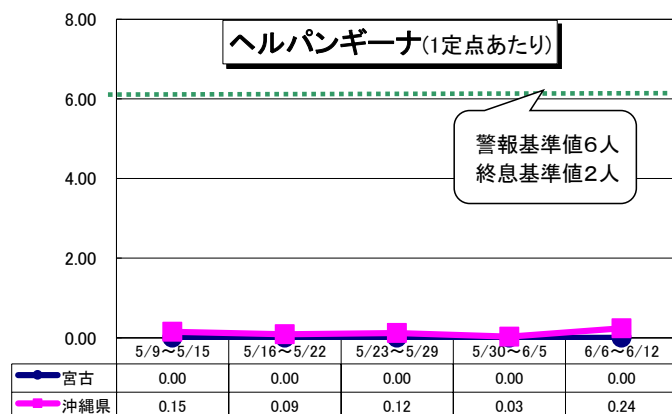 ヘルパンギーナ(1定点あたり)
8.00
6.00
4.00
2.00
0.00
警報基準値6人
終息基準値2人
5/9～5/15 5/16～5/22 5/23～5/29 5/30～6/5 6/6～6/12
宮古 0.00 0.00 0.00 0.00 0.00
沖縄県 0.15 0.09 0.12 0.03 0.24